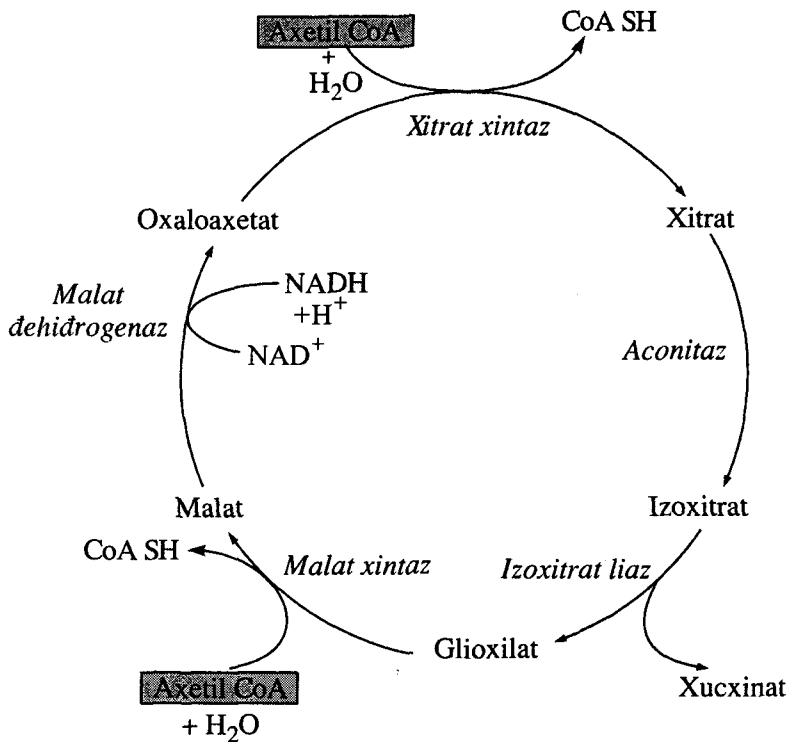 Axetil CoA
+
H₂O
CoA SH
Xitrat xintaz
Oxaloaxetat
Xitrat
Malat
đehiđrogenaz
NADH
+H⁺
NAD⁺
Aconitaz
Malat
Izoxitrat
CoA SH
Malat xintaz
Izoxitrat liaz
Glioxilat
Axetil CoA
+ H₂O
Xucxinat